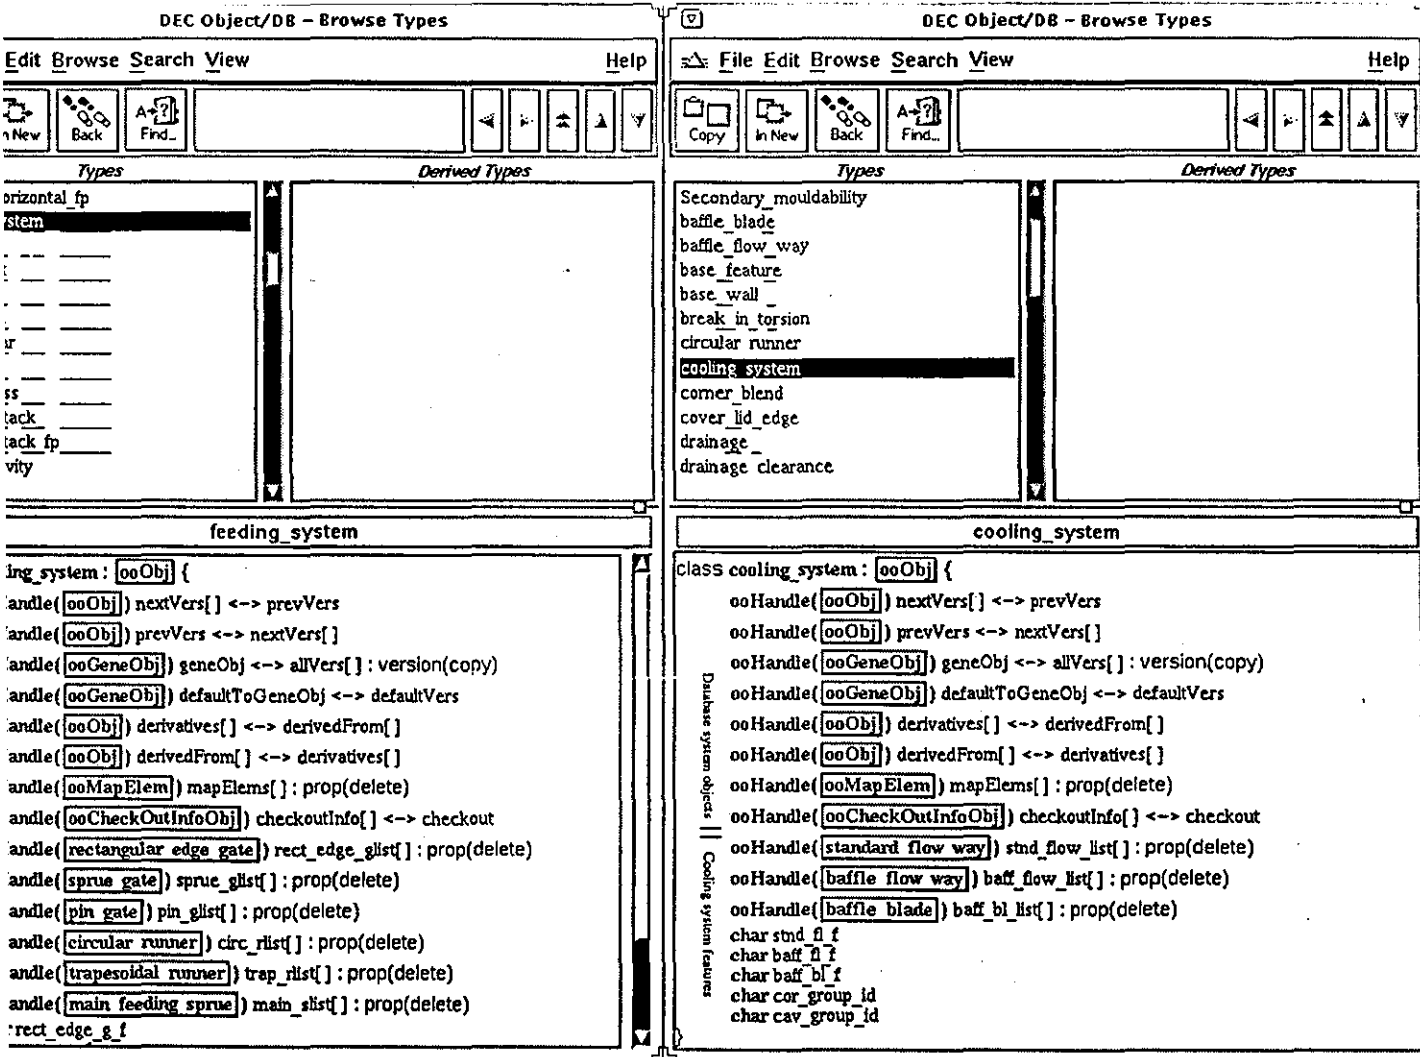 DEC Object/DB – Browse Types
Edit Browse Search View Help
n New Back Find...
Types Derived Types
orizontal_fp
ystem
ar
ss
tack
tack_fp
vity
feeding_system
ing_system : ooObj {
andle( ooObj ) nextVers[ ] <-> prevVers
andle( ooObj ) prevVers <-> nextVers[ ]
andle( ooGeneObj ) geneObj <-> allVers[ ] : version(copy)
andle( ooGeneObj ) defaultToGeneObj <-> defaultVers
andle( ooObj ) derivatives[ ] <-> derivedFrom[ ]
andle( ooObj ) derivedFrom[ ] <-> derivatives[ ]
andle( ooMapElem ) mapElems[ ] : prop(delete)
andle( ooCheckOutInfoObj ) checkoutInfo[ ] <-> checkout
andle( rectangular edge gate ) rect_edge_glist[ ] : prop(delete)
andle( sprue gate ) sprue_glist[ ] : prop(delete)
andle( pin gate ) pin_glist[ ] : prop(delete)
andle( circular runner ) circ_rlist[ ] : prop(delete)
andle( trapesoidal runner ) trap_rlist[ ] : prop(delete)
andle( main feeding sprue ) main_slist[ ] : prop(delete)
r rect_edge_g_f
DEC Object/DB – Browse Types
File Edit Browse Search View Help
Copy In New Back Find...
Types Derived Types
Secondary_mouldability
baffle_blade
baffle_flow_way
base_feature
base_wall
break_in_torsion
circular runner
cooling system
corner_blend
cover_lid_edge
drainage
drainage clearance
cooling_system
class cooling_system : ooObj {
ooHandle( ooObj ) nextVers[ ] <-> prevVers
ooHandle( ooObj ) prevVers <-> nextVers[ ]
ooHandle( ooGeneObj ) geneObj <-> allVers[ ] : version(copy)
ooHandle( ooGeneObj ) defaultToGeneObj <-> defaultVers
ooHandle( ooObj ) derivatives[ ] <-> derivedFrom[ ]
ooHandle( ooObj ) derivedFrom[ ] <-> derivatives[ ]
ooHandle( ooMapElem ) mapElems[ ] : prop(delete)
ooHandle( ooCheckOutInfoObj ) checkoutInfo[ ] <-> checkout
ooHandle( standard flow way ) stnd_flow_list[ ] : prop(delete)
ooHandle( baffle flow way ) baff_flow_list[ ] : prop(delete)
ooHandle( baffle blade ) baff_bl_list[ ] : prop(delete)
char stnd_fl_f
char baff_fl_f
char baff_bl_f
char cor_group_id
char cav_group_id
}
Database system objects
Cooling system features